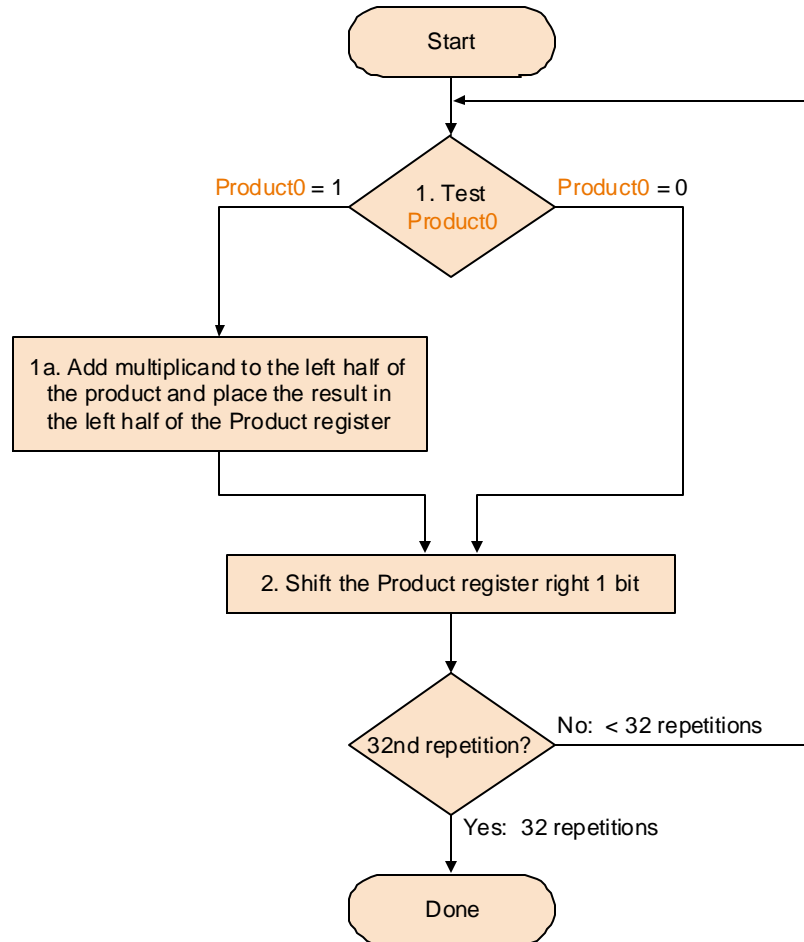 Start
Product0 = 1
1. Test
Product0
Product0 = 0
1a. Add multiplicand to the left half of
the product and place the result in
the left half of the Product register
2. Shift the Product register right 1 bit
32nd repetition?
No: < 32 repetitions
Yes: 32 repetitions
Done